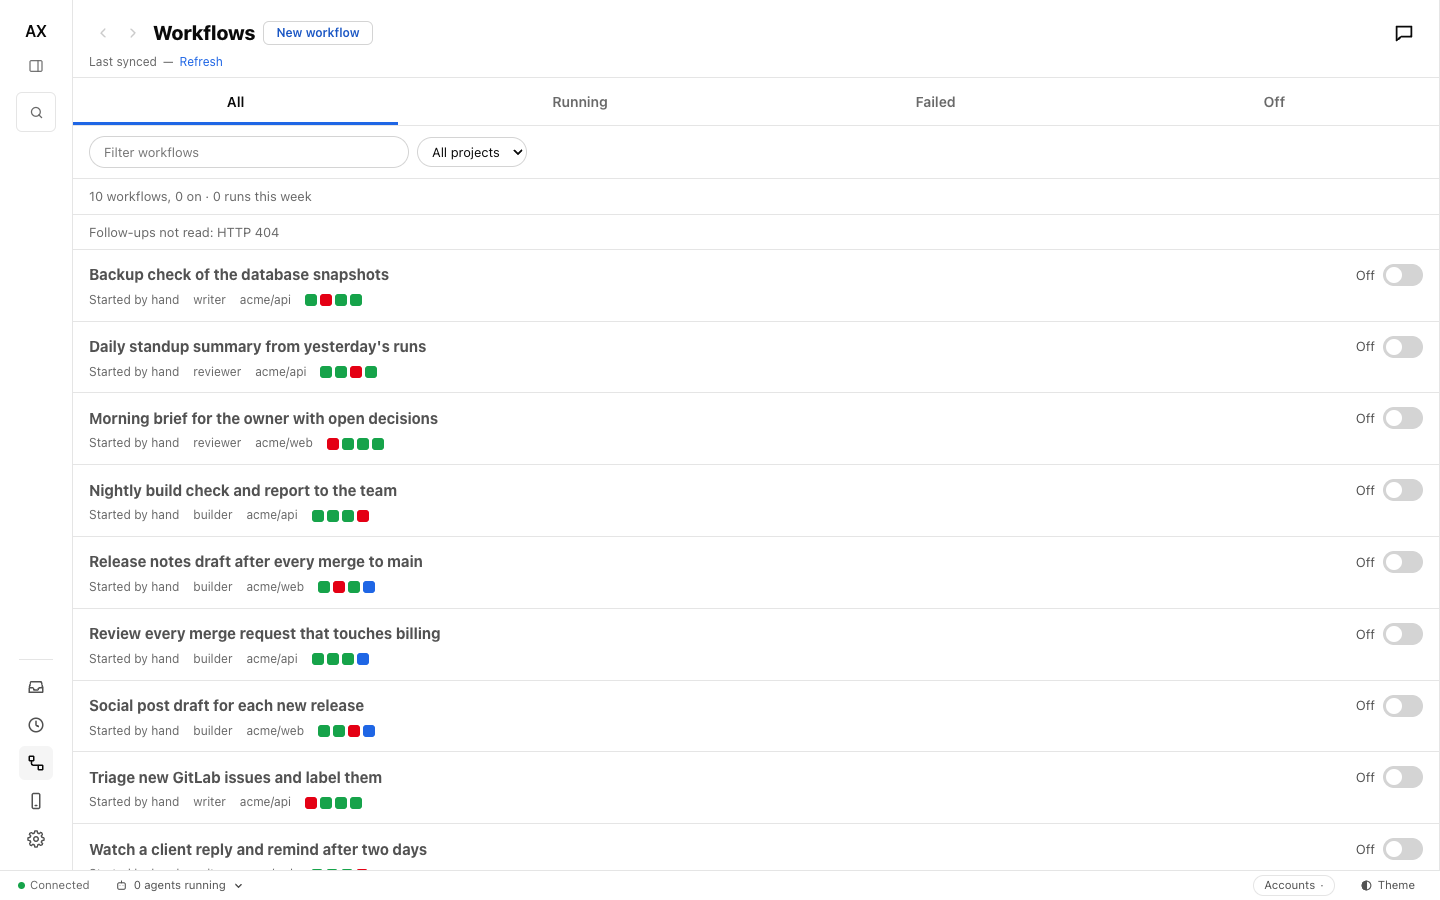 AX
Workflows New workflow
Last synced — Refresh
All Running Failed Off
Filter workflows All projects
10 workflows, 0 on · 0 runs this week
Follow-ups not read: HTTP 404
Backup check of the database snapshots Off
Started by hand writer acme/api
Daily standup summary from yesterday's runs Off
Started by hand reviewer acme/api
Morning brief for the owner with open decisions Off
Started by hand reviewer acme/web
Nightly build check and report to the team Off
Started by hand builder acme/api
Release notes draft after every merge to main Off
Started by hand builder acme/web
Review every merge request that touches billing Off
Started by hand builder acme/api
Social post draft for each new release Off
Started by hand builder acme/web
Triage new GitLab issues and label them Off
Started by hand writer acme/api
Watch a client reply and remind after two days Off
Connected 0 agents running Accounts · Theme